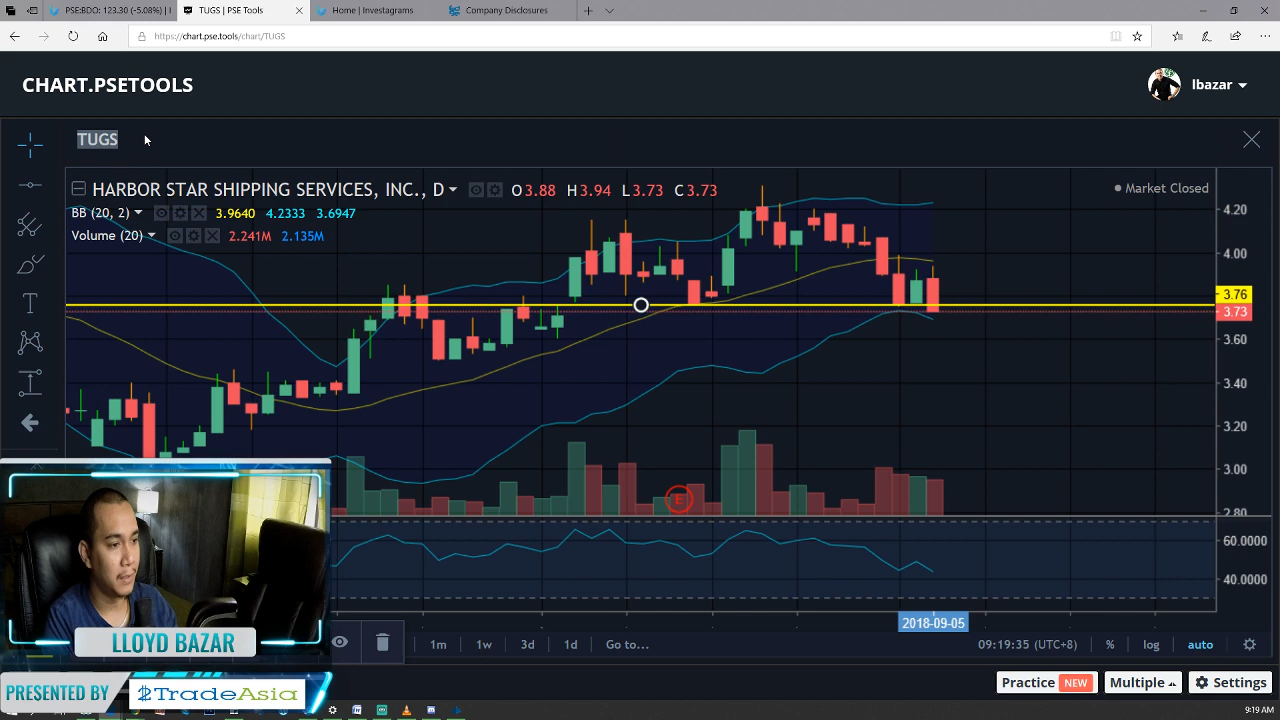 PSE:BDO: 123.30 (-5.08%) | I
TUGS | PSE Tools
Home | Investagrams
Company Disclosures
https://chart.pse.tools/chart/TUGS
CHART.PSETOOLS
lbazar
TUGS
HARBOR STAR SHIPPING SERVICES, INC., D O3.88 H3.94 L3.73 C3.73
Market Closed
BB (20, 2) 3.9640 4.2333 3.6947
Volume (20) 2.241M 2.135M
4.20
4.00
3.76
3.73
3.60
3.40
3.20
3.00
2.80
E
60.0000
40.0000
2018-09-05
1m 1w 3d 1d Go to... 09:19:35 (UTC+8) % log auto
LLOYD BAZAR
PRESENTED BY
$TradeAsia
Practice NEW Multiple Settings
9:19 AM